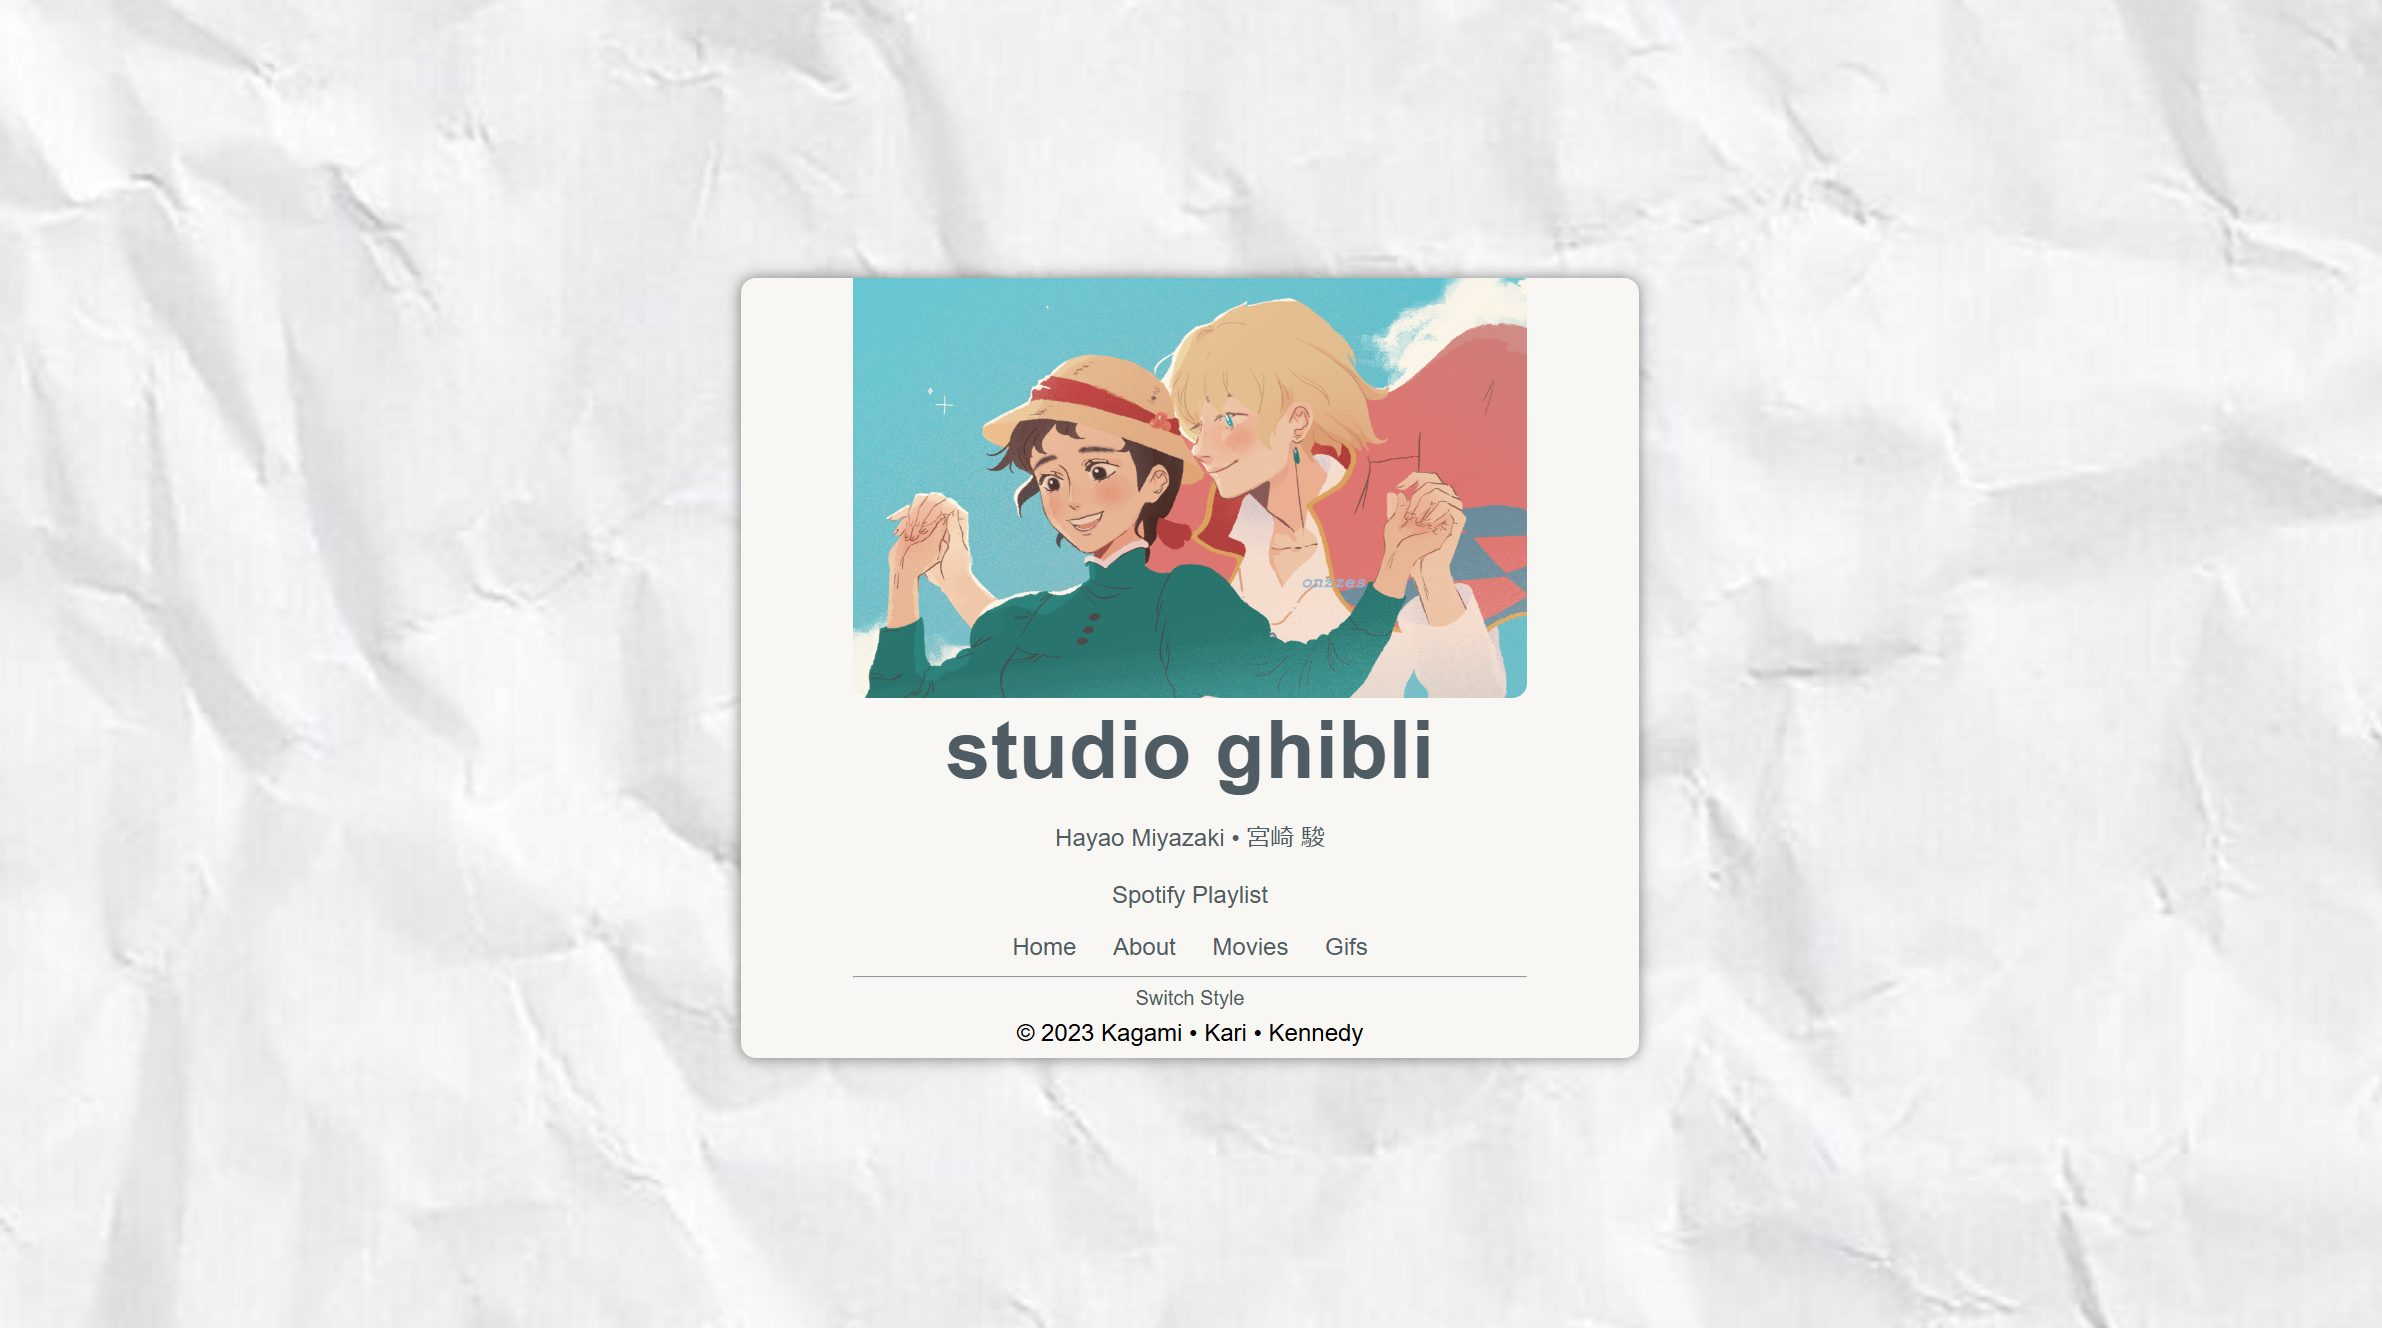 onzzes
studio ghibli
Hayao Miyazaki • 宮崎 駿
Spotify Playlist
Home About Movies Gifs
Switch Style
© 2023 Kagami • Kari • Kennedy